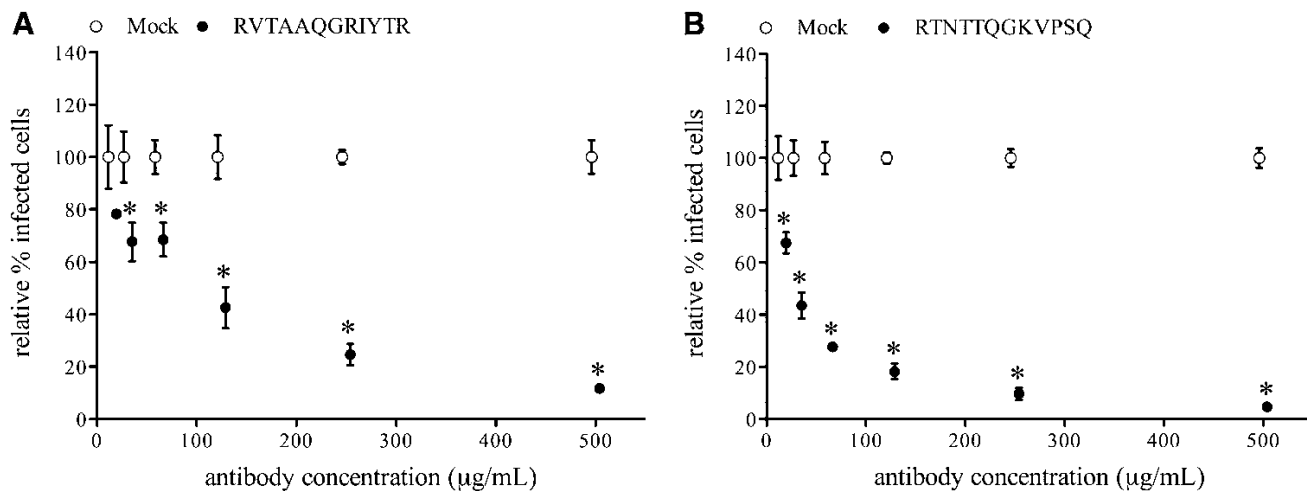 A Mock RVTAAQGRIYTR
140
120
100
80
60
40
20
0
* * * * *
0 100 200 300 400 500
relative % infected cells
antibody concentration (µg/mL)
B Mock RTNTTQGKVPSQ
140
120
100
80
60
40
20
0
* * * * * *
0 100 200 300 400 500
relative % infected cells
antibody concentration (µg/mL)